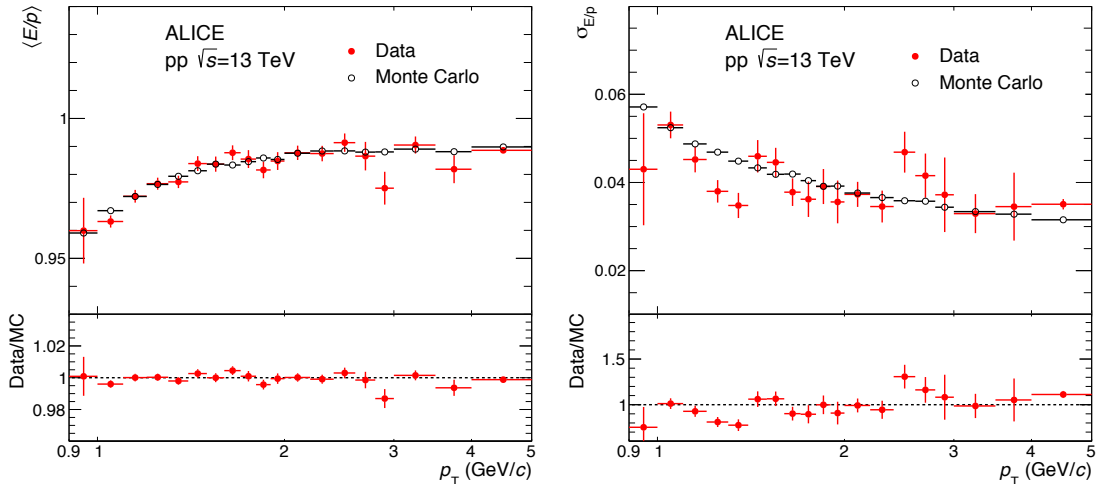 ⟨E/p⟩
ALICE
pp √s=13 TeV
Data
Monte Carlo
1
0.95
Data/MC
1.02
1
0.98
0.9 1 2 3 4 5
p_T (GeV/c)
σ_E/p
ALICE
pp √s=13 TeV
Data
Monte Carlo
0.06
0.04
0.02
Data/MC
1.5
1
0.9 1 2 3 4 5
p_T (GeV/c)